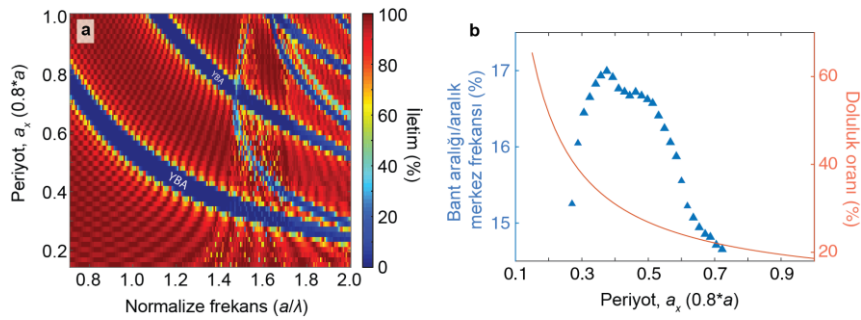 a
1.0
0.8
0.6
0.4
0.2
Periyot, aₓ (0.8*a)
YBA
YBA
0.8 1.0 1.2 1.4 1.6 1.8 2.0
Normalize frekans (a/λ)
100
80
60
40
20
0
İletim (%)
b
17
16
15
Bant aralığı/aralık
merkez frekansı (%)
60
40
20
Doluluk oranı (%)
0.1 0.3 0.5 0.7 0.9
Periyot, aₓ (0.8*a)